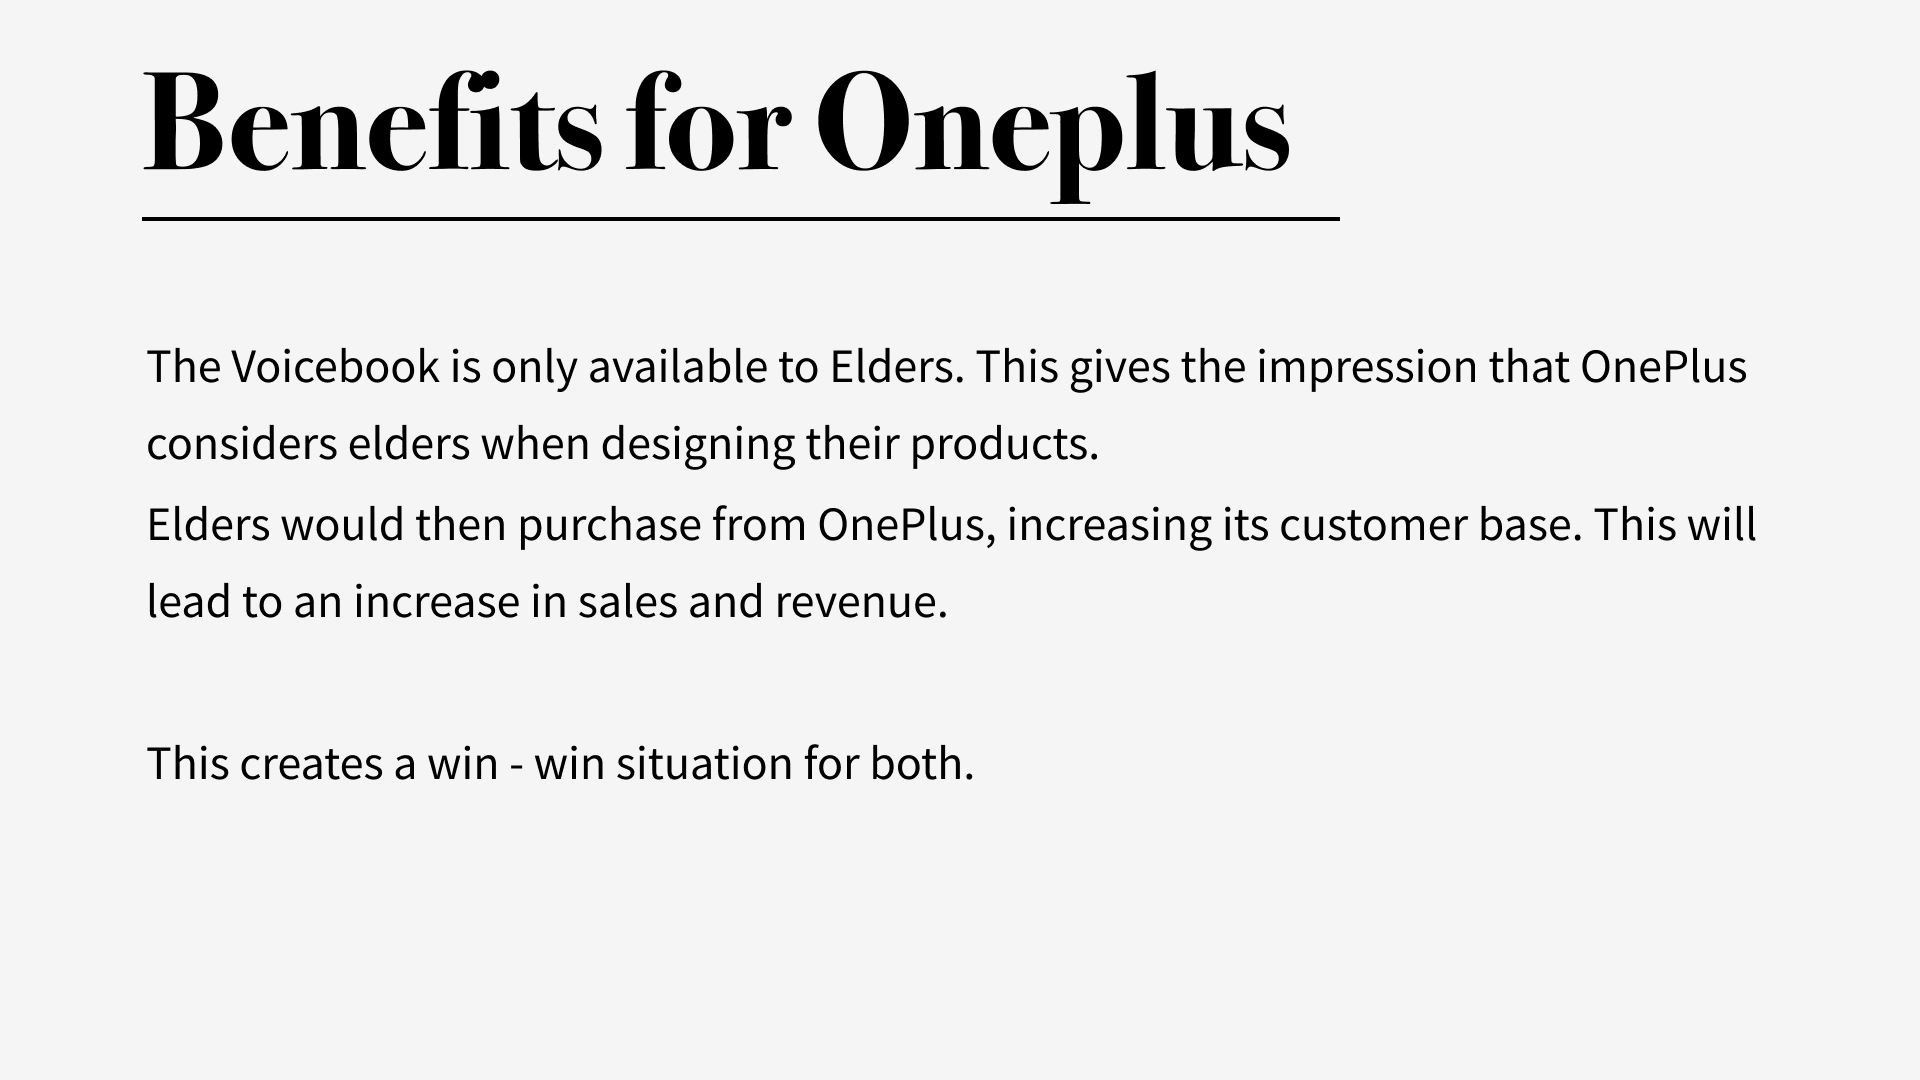 Benefits for Oneplus
The Voicebook is only available to Elders. This gives the impression that OnePlus
considers elders when designing their products.
Elders would then purchase from OnePlus, increasing its customer base. This will
lead to an increase in sales and revenue.
This creates a win - win situation for both.